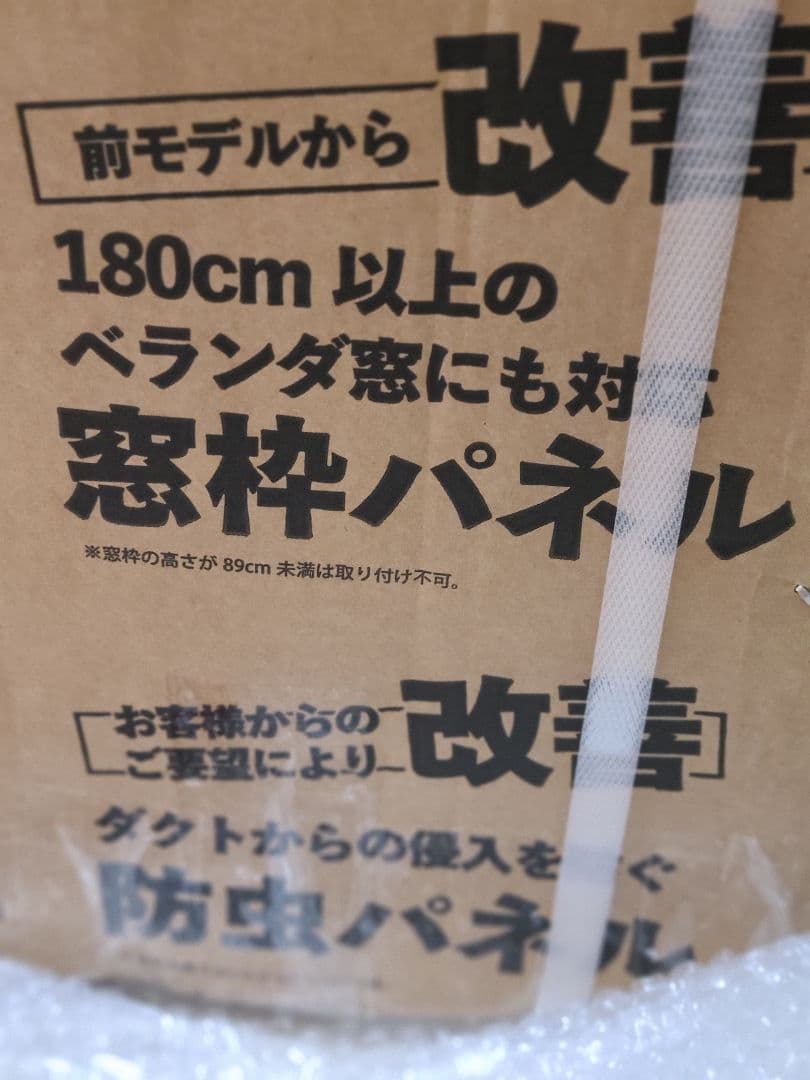 前モデルから改善
180cm 以上の
ベランダ窓にも対応
窓枠パネル
※窓枠の高さが 89cm 未満は取り付け不可。
お客様からの
ご要望により
改善
ダクトからの侵入を ぐ
防虫パネル